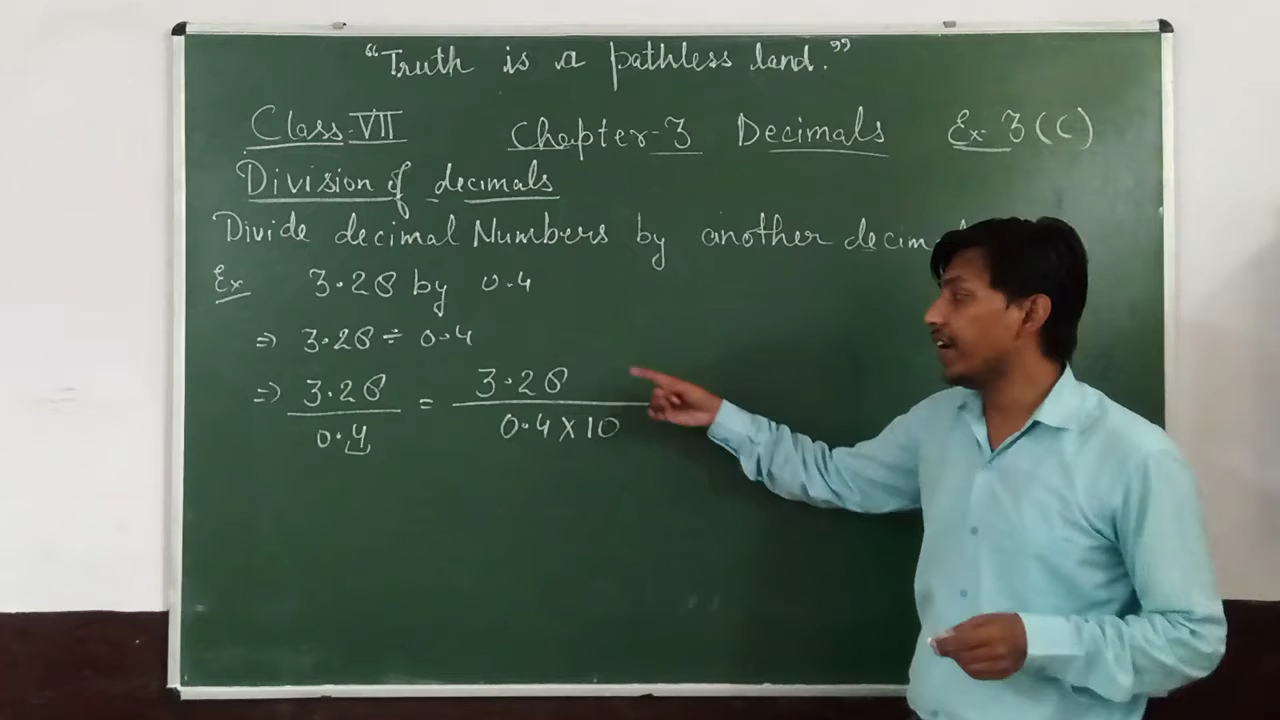 “Truth is a pathless land.”
Class-VII Chapter-3 Decimals Ex 3(C)
Division of decimals
Divide decimal Numbers by another
Ex 3.28 by 0.4
⇒ 3.28 ÷ 0.4
⇒ 3.28 / 0.4 = 3.28 / 0.4 × 10